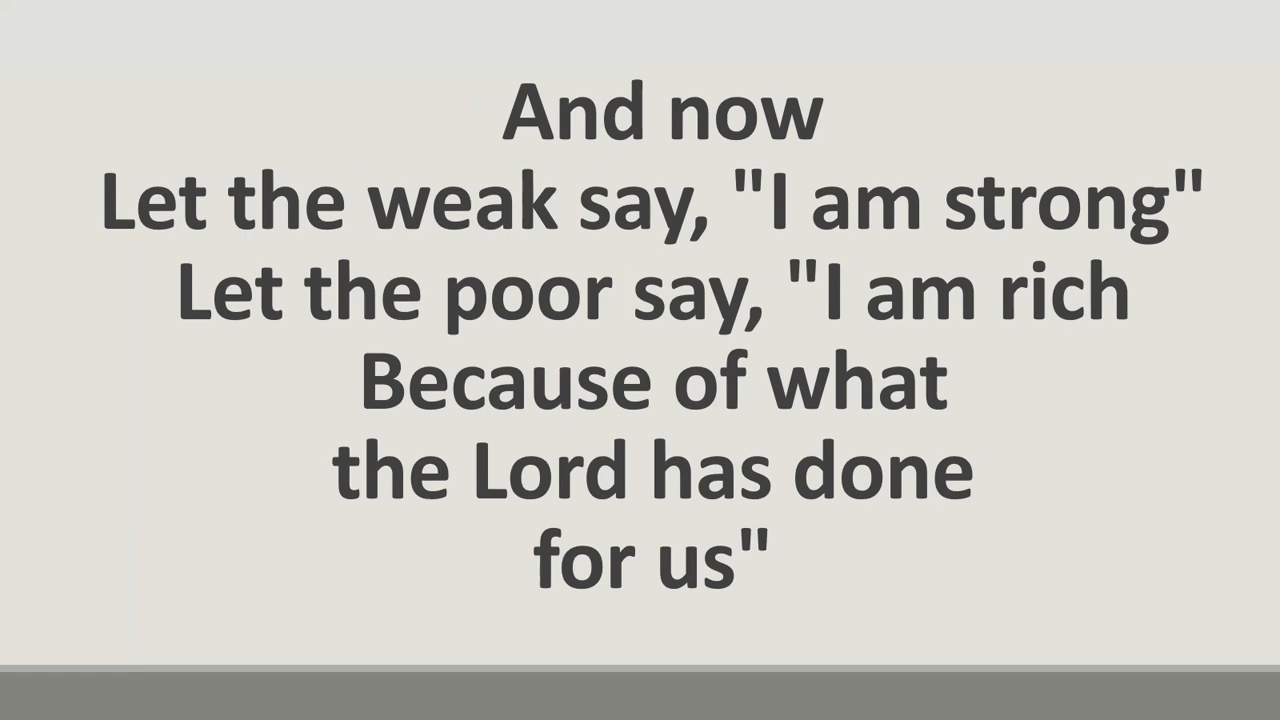 And now
Let the weak say, "I am strong"
Let the poor say, "I am rich
Because of what
the Lord has done
for us"